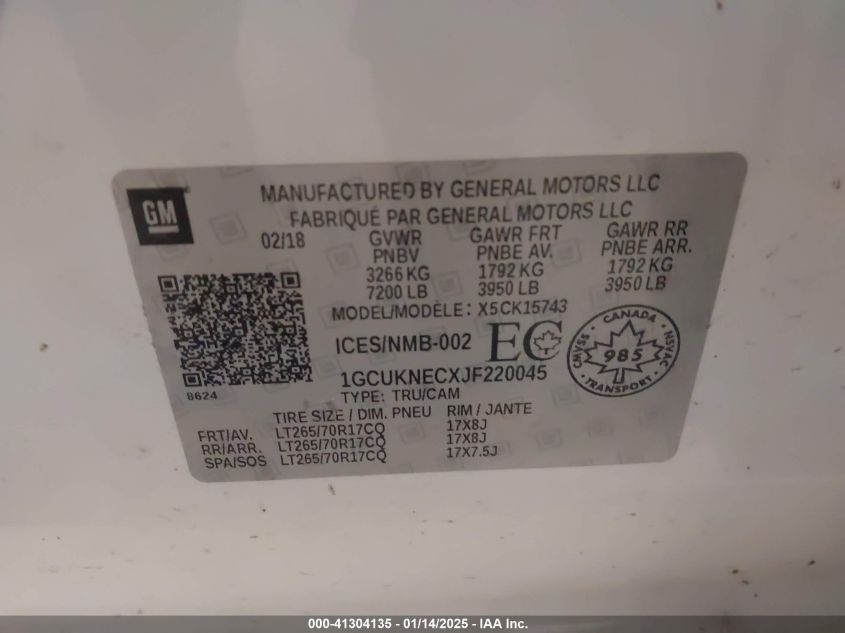 GM
MANUFACTURED BY GENERAL MOTORS LLC
FABRIQUÉ PAR GENERAL MOTORS LLC
02/18 GVWR GAWR FRT GAWR RR
PNBV PNBE AV. PNBE ARR.
3266 KG 1792 KG 1792 KG
7200 LB 3950 LB 3950 LB
MODEL/MODÈLE: X5CK15743
ICES/NMB-002 EC
CANADA
CMVSS 985 NSVAC
TRANSPORT
8624
1GCUKNECXJF220045
TYPE: TRU/CAM
TIRE SIZE / DIM. PNEU RIM / JANTE
FRT/AV. LT265/70R17CQ 17X8J
RR/ARR. LT265/70R17CQ 17X8J
SPA/SOS LT265/70R17CQ 17X7.5J
000-41304135 - 01/14/2025 - IAA Inc.